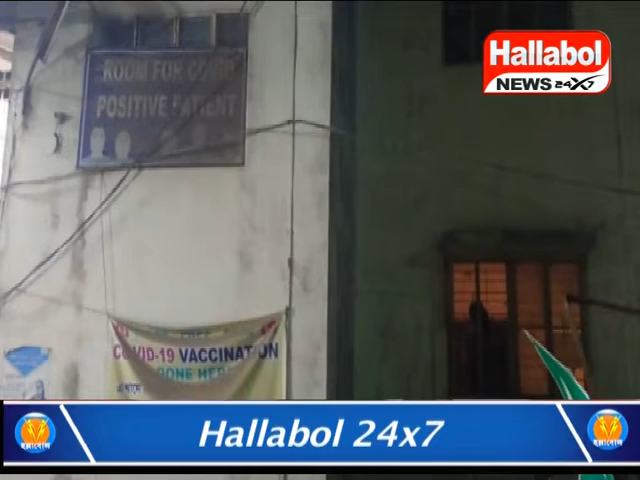 Hallabol
NEWS 24X7
ROOM FOR COVID
POSITIVE PATIENT
COVID-19 VACCINATION
DONE HERE
Hallabol 24x7